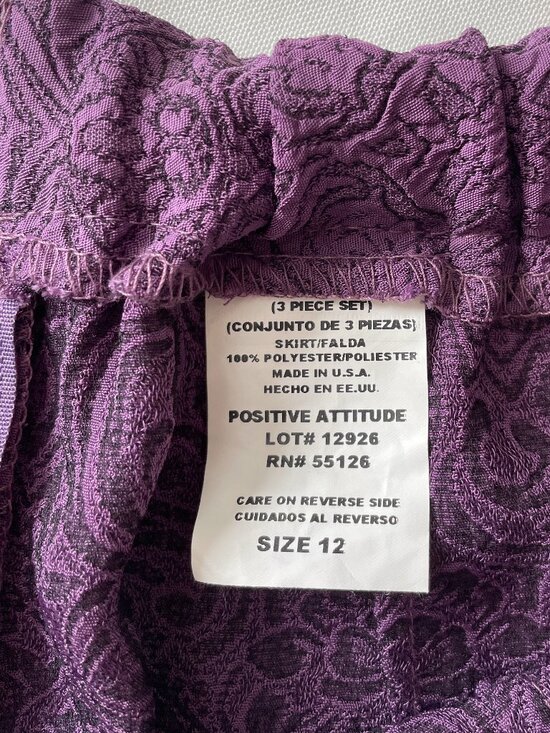 (3 PIECE SET)
(CONJUNTO DE 3 PIEZAS)
SKIRT/FALDA
100% POLYESTER/POLIESTER
MADE IN U.S.A.
HECHO EN EE.UU.
POSITIVE ATTITUDE
LOT# 12926
RN# 55126
CARE ON REVERSE SIDE
CUIDADOS AL REVERSO
SIZE 12